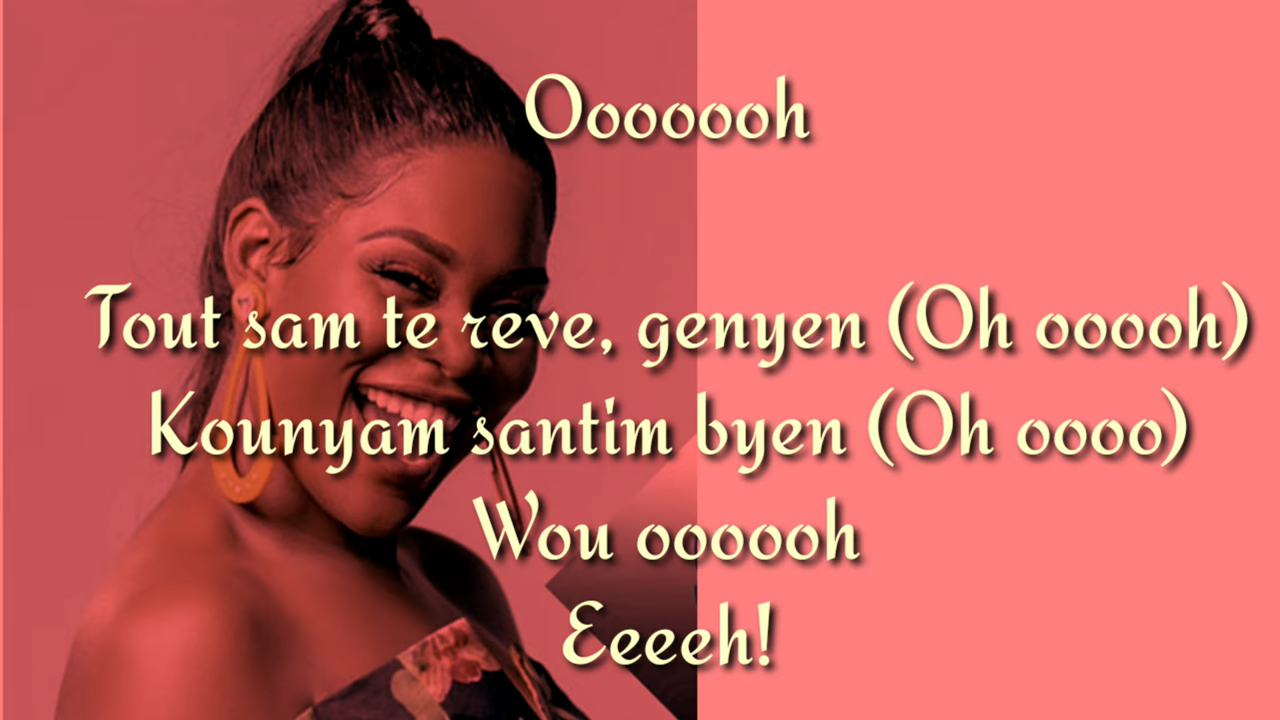 Ooooooh
Tout sam te reve, genyen (Oh ooooh)
Kounyam santim byen (Oh oooo)
Wou oooooh
Eeeeh!